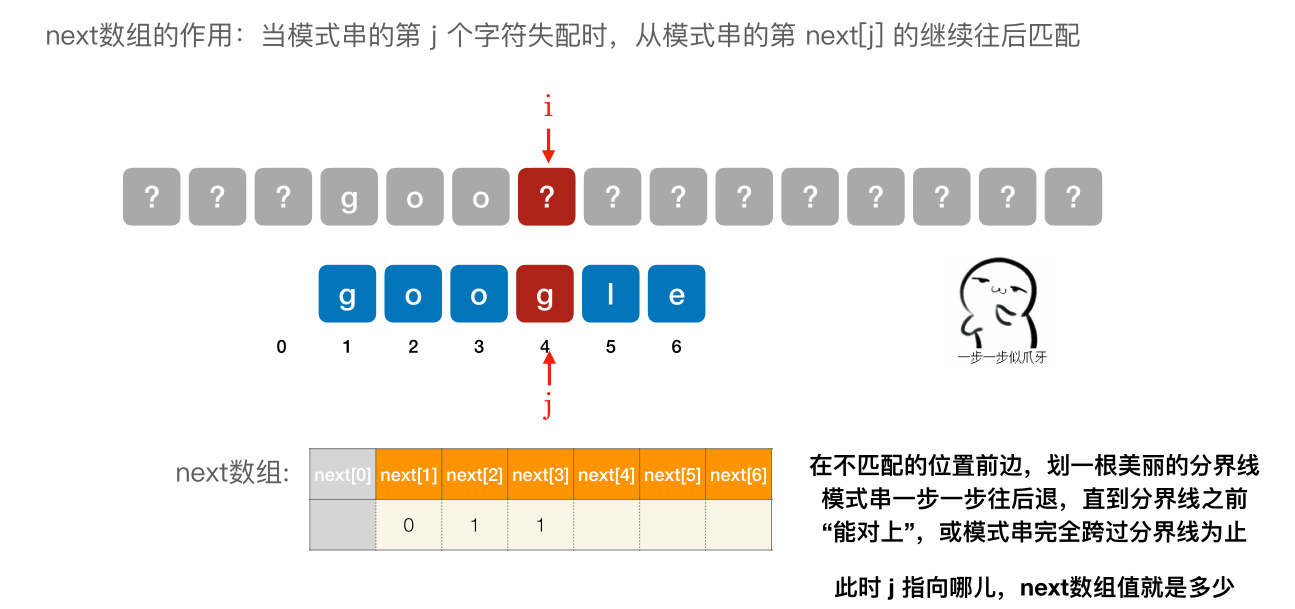 next数组的作用：当模式串的第 j 个字符失配时，从模式串的第 next[j] 的继续往后匹配
i
? ? ? g o o ? ? ? ? ? ? ? ? ?
g o o g l e
0 1 2 3 4 5 6
j
一步一步似爪牙
next数组:
next[0] next[1] next[2] next[3] next[4] next[5] next[6]
0 1 1
在不匹配的位置前边，划一根美丽的分界线
模式串一步一步往后退，直到分界线之前
“能对上”，或模式串完全跨过分界线为止
此时 j 指向哪儿，next数组值就是多少